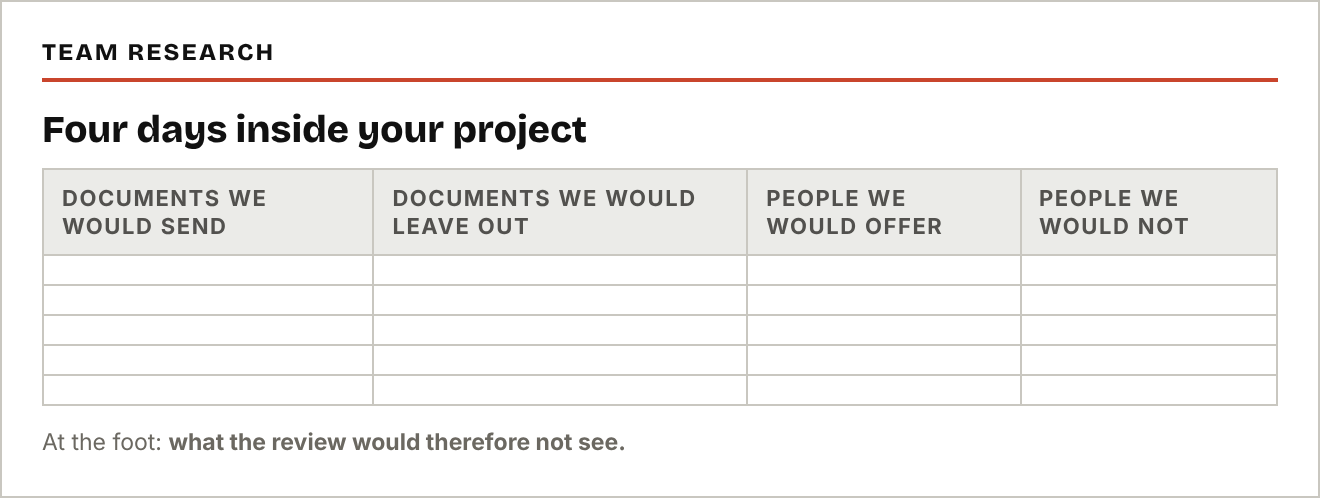 TEAM RESEARCH
Four days inside your project
DOCUMENTS WE
WOULD SEND
DOCUMENTS WE WOULD
LEAVE OUT
PEOPLE WE
WOULD OFFER
PEOPLE WE
WOULD NOT
At the foot: what the review would therefore not see.